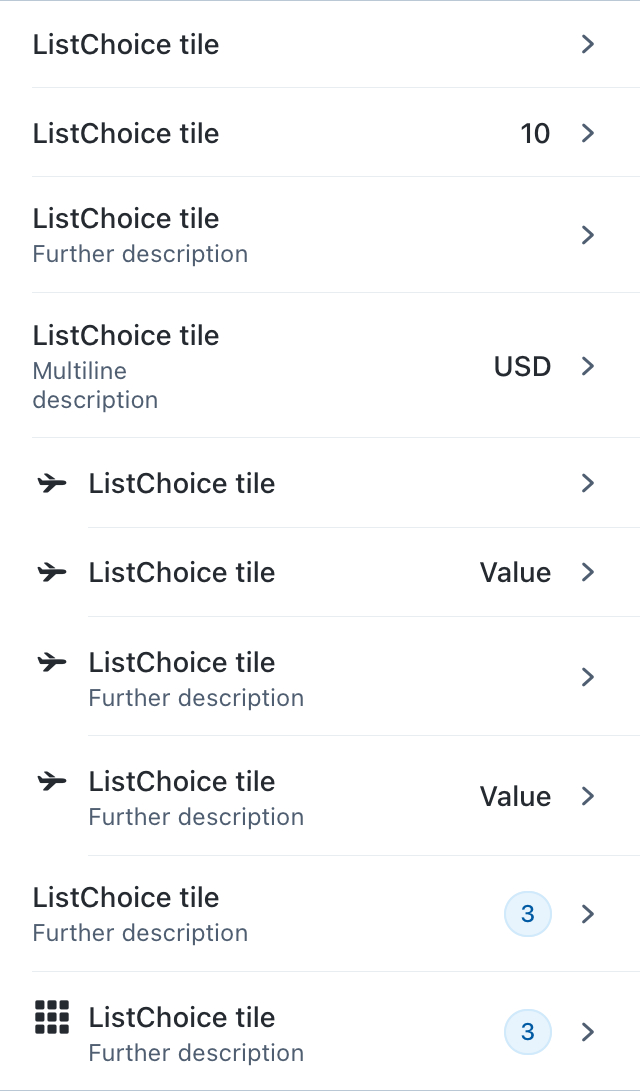 ListChoice tile
ListChoice tile 10
ListChoice tile
Further description
ListChoice tile
Multiline
description
USD
ListChoice tile
ListChoice tile Value
ListChoice tile
Further description
ListChoice tile
Further description
Value
ListChoice tile
Further description
3
ListChoice tile
Further description
3